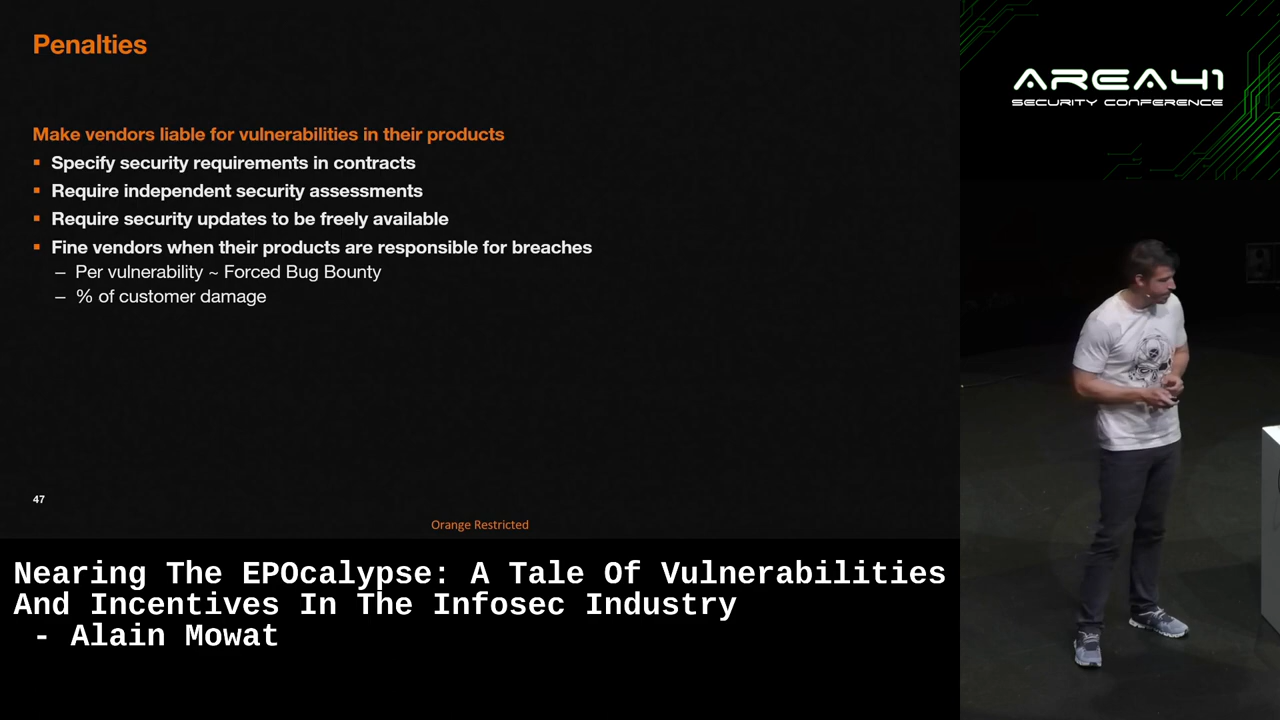 Penalties
Make vendors liable for vulnerabilities in their products
▪ Specify security requirements in contracts
▪ Require independent security assessments
▪ Require security updates to be freely available
▪ Fine vendors when their products are responsible for breaches
– Per vulnerability ~ Forced Bug Bounty
– % of customer damage
47
Orange Restricted
AREA41
SECURITY CONFERENCE
Nearing The EPOcalypse: A Tale Of Vulnerabilities
And Incentives In The Infosec Industry
- Alain Mowat